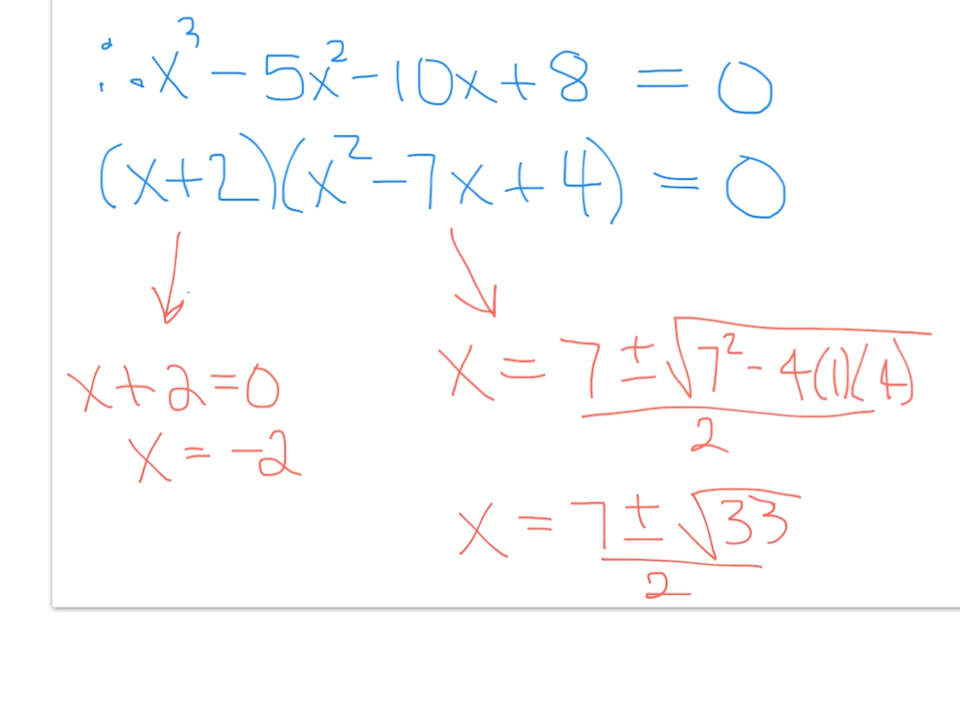 ∴ x³ - 5x² - 10x + 8 = 0
(x+2)(x² - 7x + 4) = 0
x+2=0
x = -2
x = (7 ± √(7² - 4(1)(4)))/2
x = (7 ± √33)/2